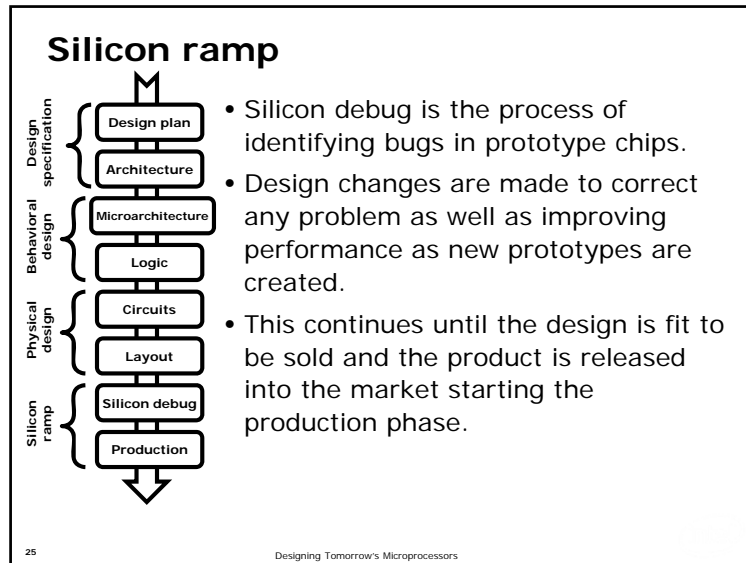 Silicon ramp
Design
specification
Behavioral
design
Physical
design
Silicon
ramp
Design plan
Architecture
Microarchitecture
Logic
Circuits
Layout
Silicon debug
Production
• Silicon debug is the process of
identifying bugs in prototype chips.
• Design changes are made to correct
any problem as well as improving
performance as new prototypes are
created.
• This continues until the design is fit to
be sold and the product is released
into the market starting the
production phase.
25
Designing Tomorrow's Microprocessors